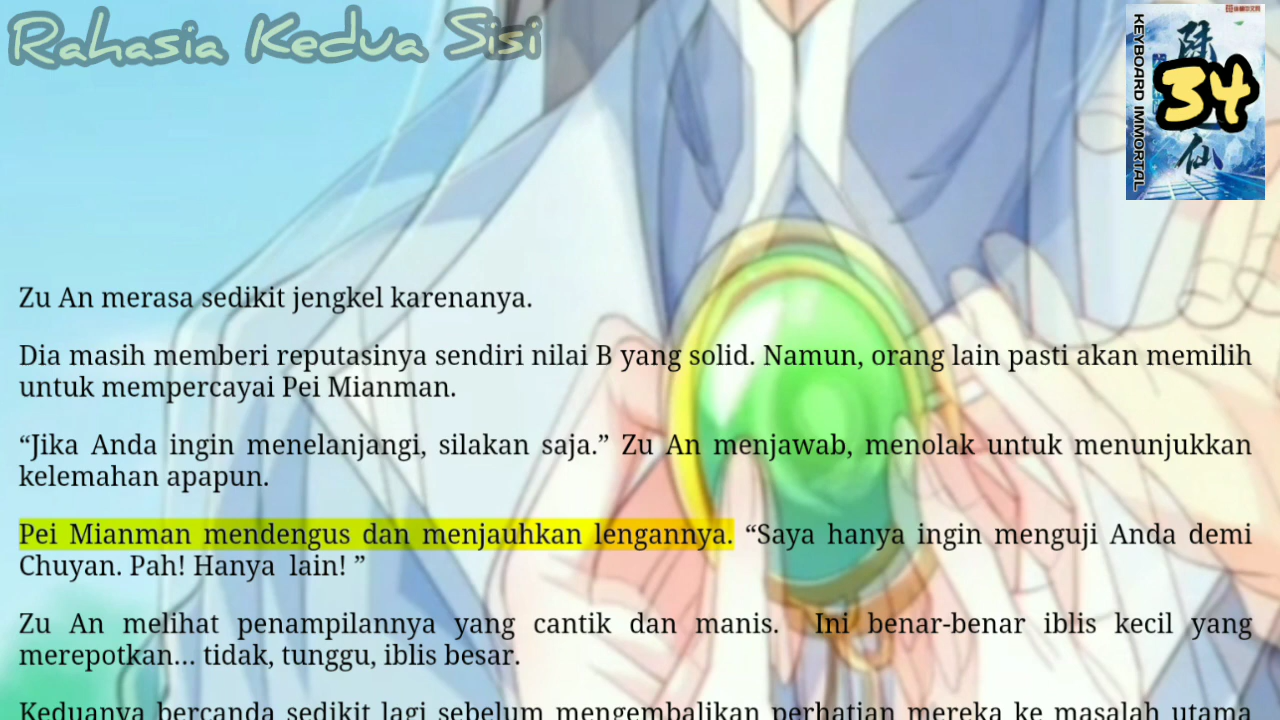 Rahasia Kedua Sisi
KEYBOARD IMMORTAL
陆
仙
34
Zu An merasa sedikit jengkel karenanya.
Dia masih memberi reputasinya sendiri nilai B yang solid. Namun, orang lain pasti akan memilih
untuk mempercayai Pei Mianman.
“Jika Anda ingin menelanjangi, silakan saja.” Zu An menjawab, menolak untuk menunjukkan
kelemahan apapun.
Pei Mianman mendengus dan menjauhkan lengannya. “Saya hanya ingin menguji Anda demi
Chuyan. Pah! Hanya  lain! ”
Zu An melihat penampilannya yang cantik dan manis.  Ini benar-benar iblis kecil yang
merepotkan... tidak, tunggu, iblis besar.
Keduanya bercanda sedikit lagi sebelum mengembalikan perhatian mereka ke masalah utama